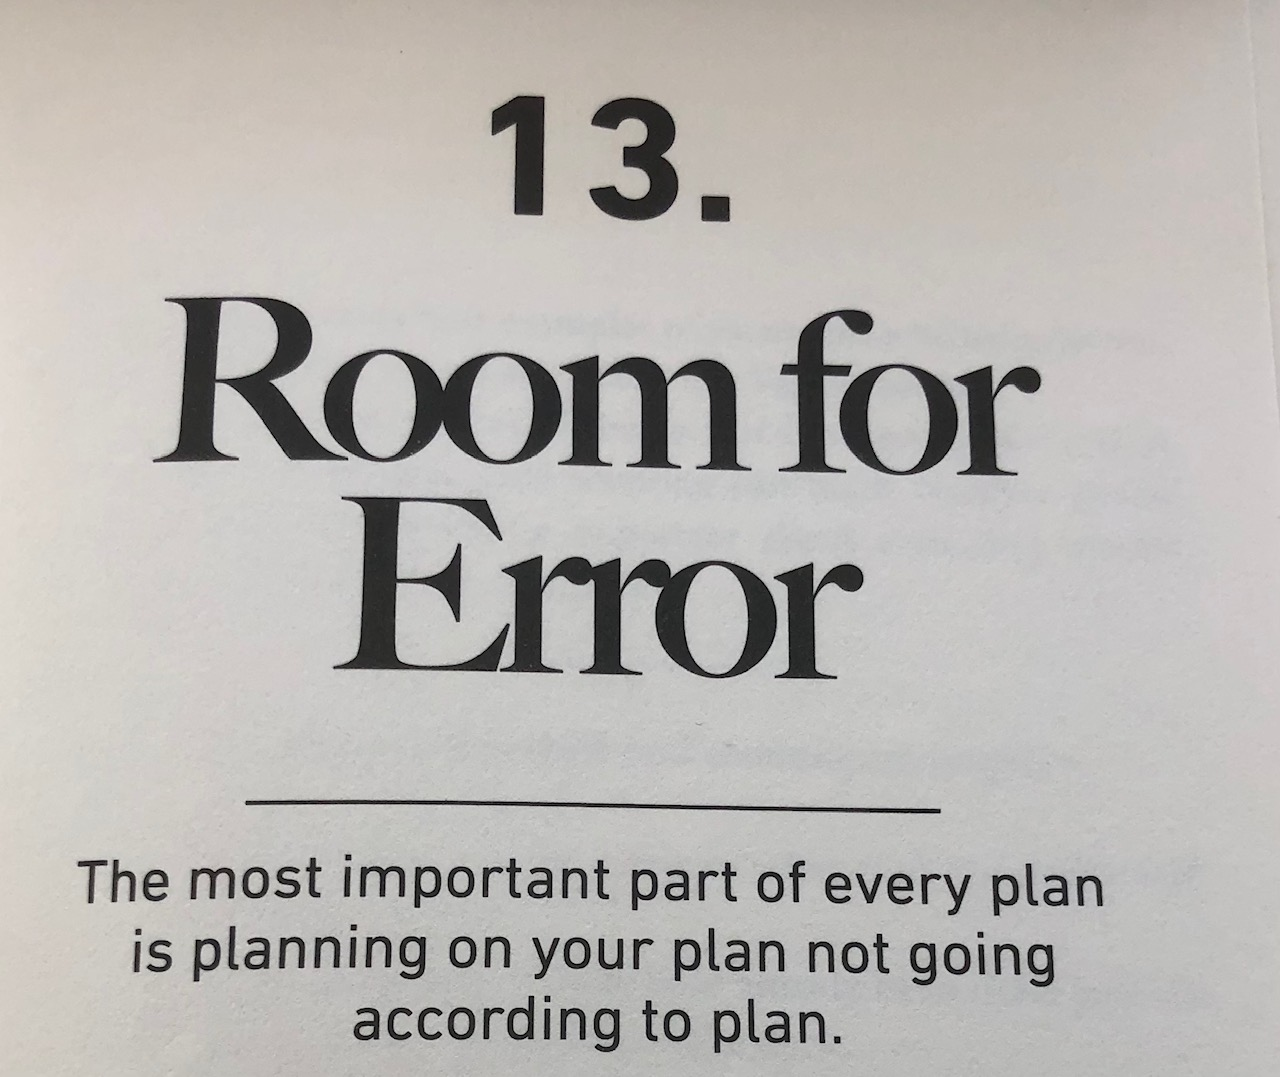 13.
Room for
Error
The most important part of every plan
is planning on your plan not going
according to plan.